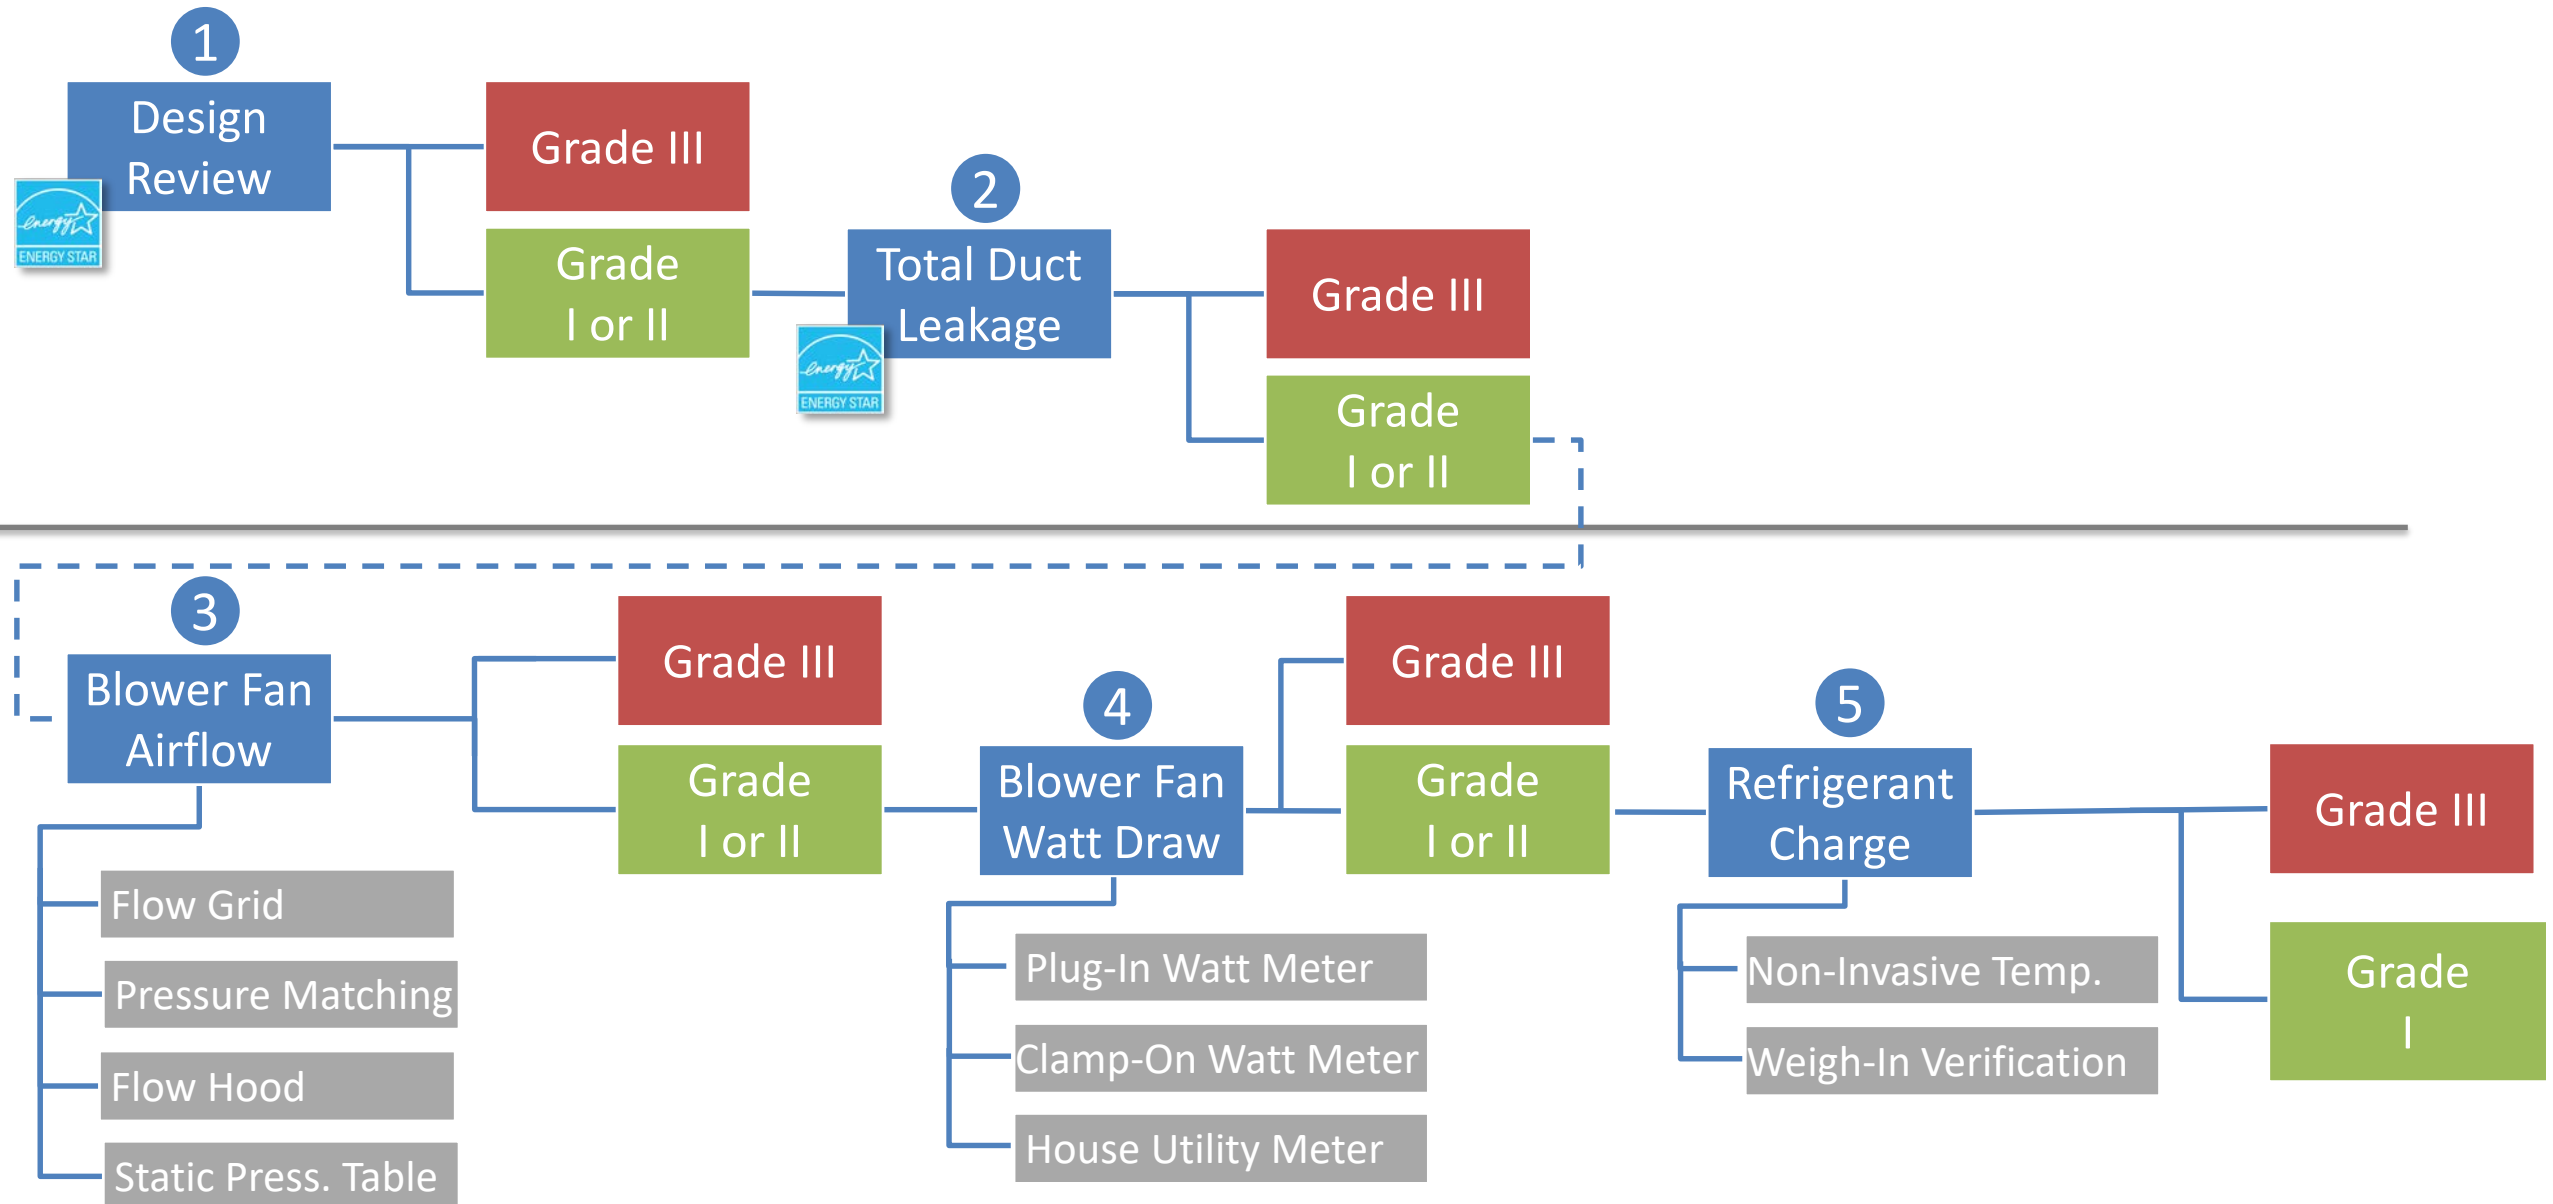 1
Design
Review
energy
ENERGY STAR
Grade III
Grade
I or II
2
Total Duct
Leakage
energy
ENERGY STAR
Grade III
Grade
I or II
3
Blower Fan
Airflow
Flow Grid
Pressure Matching
Flow Hood
Static Press. Table
Grade III
Grade
I or II
4
Blower Fan
Watt Draw
Plug-In Watt Meter
Clamp-On Watt Meter
House Utility Meter
Grade III
Grade
I or II
5
Refrigerant
Charge
Non-Invasive Temp.
Weigh-In Verification
Grade III
Grade
I